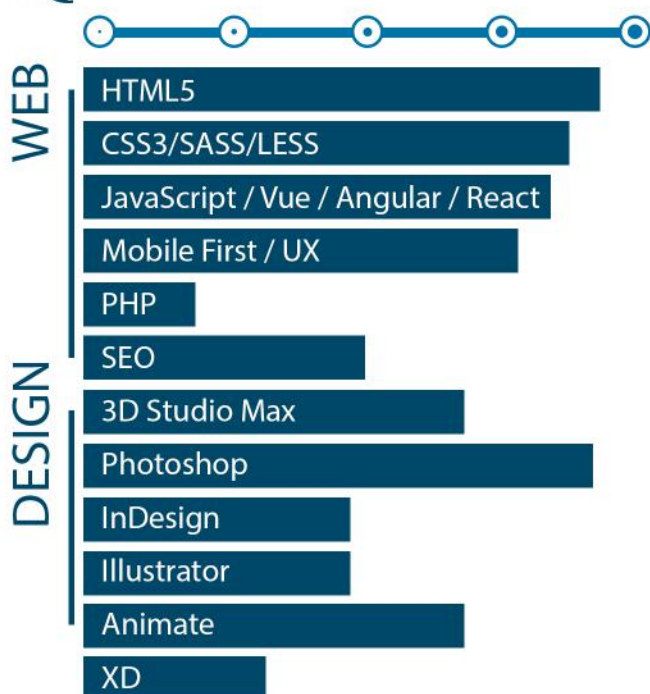 WEB
HTML5
CSS3/SASS/LESS
JavaScript / Vue / Angular / React
Mobile First / UX
PHP
SEO
DESIGN
3D Studio Max
Photoshop
InDesign
Illustrator
Animate
XD